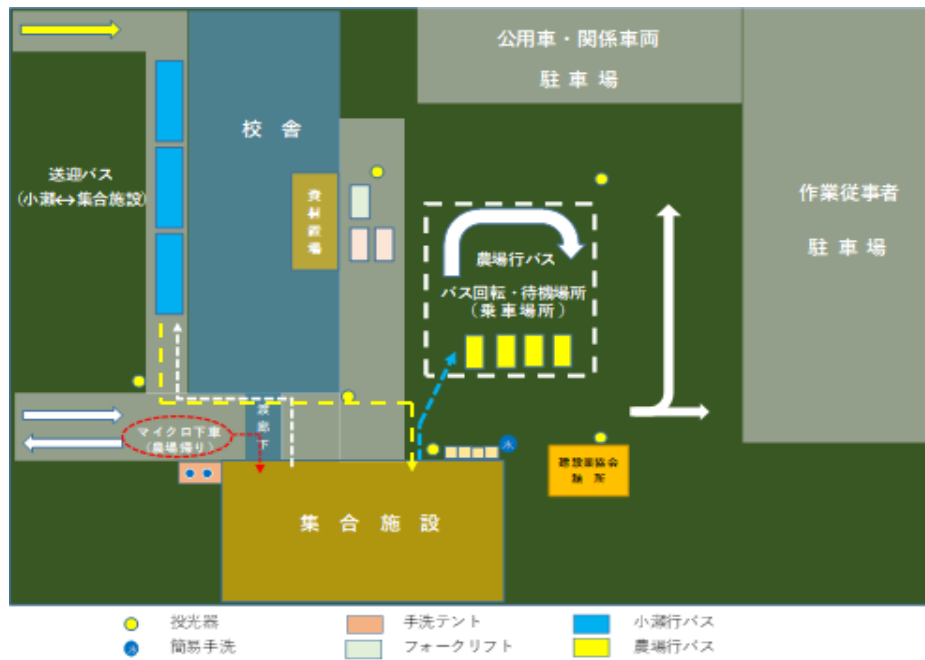 公用車・関係車両
駐車場
校舎
送迎バス
(小瀬↔集合施設)
資材置場
作業従事者
駐車場
農場行バス
バス回転・待機場所
(乗車場所)
マイクロ下車
(農場帰り)
渡廊下
水
建設業協会
詰所
集合施設
投光器
手洗テント
小瀬行バス
水
簡易手洗
フォークリフト
農場行バス